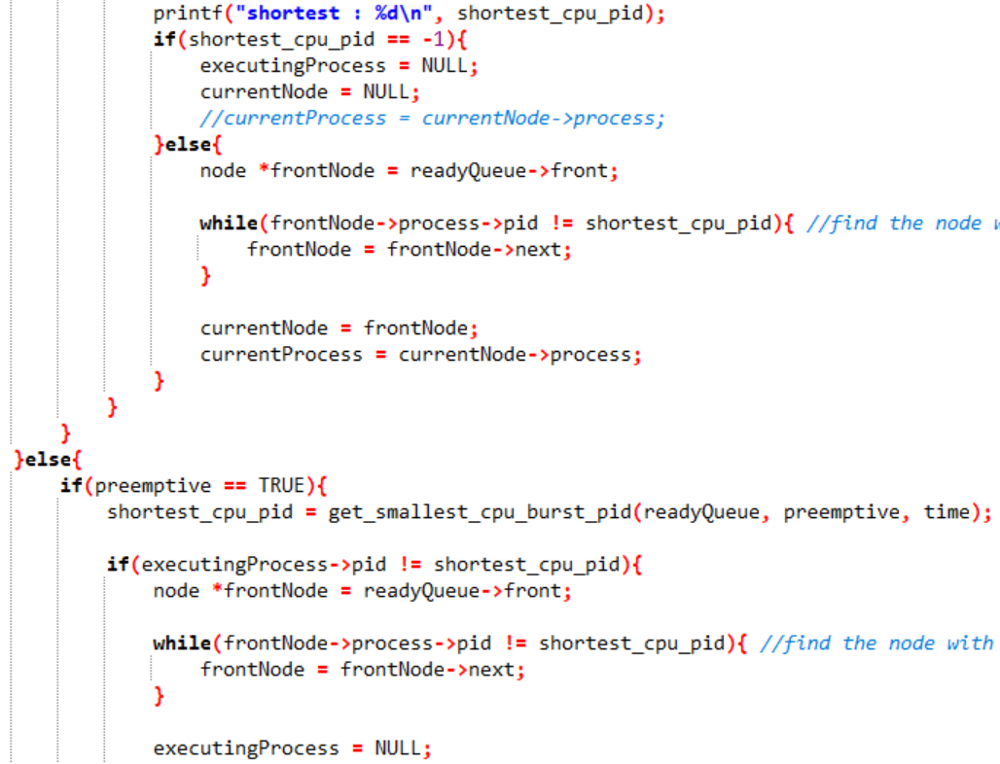 printf("shortest : %d\n", shortest_cpu_pid);
if(shortest_cpu_pid == -1){
executingProcess = NULL;
currentNode = NULL;
//currentProcess = currentNode->process;
}else{
node *frontNode = readyQueue->front;
while(frontNode->process->pid != shortest_cpu_pid){ //find the node
frontNode = frontNode->next;
}
currentNode = frontNode;
currentProcess = currentNode->process;
}
}
}
}else{
if(preemptive == TRUE){
shortest_cpu_pid = get_smallest_cpu_burst_pid(readyQueue, preemptive, time);
if(executingProcess->pid != shortest_cpu_pid){
node *frontNode = readyQueue->front;
while(frontNode->process->pid != shortest_cpu_pid){ //find the node with
frontNode = frontNode->next;
}
executingProcess = NULL;